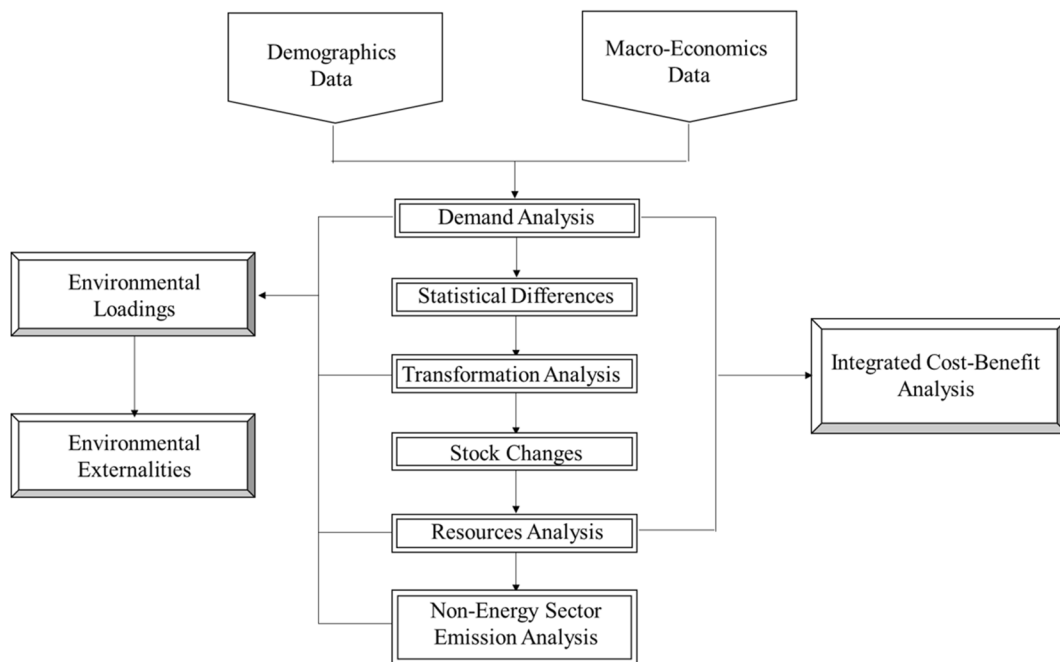 Demographics
Data
Macro-Economics
Data
Demand Analysis
Environmental
Loadings
Statistical Differences
Transformation Analysis
Integrated Cost-Benefit
Analysis
Environmental
Externalities
Stock Changes
Resources Analysis
Non-Energy Sector
Emission Analysis